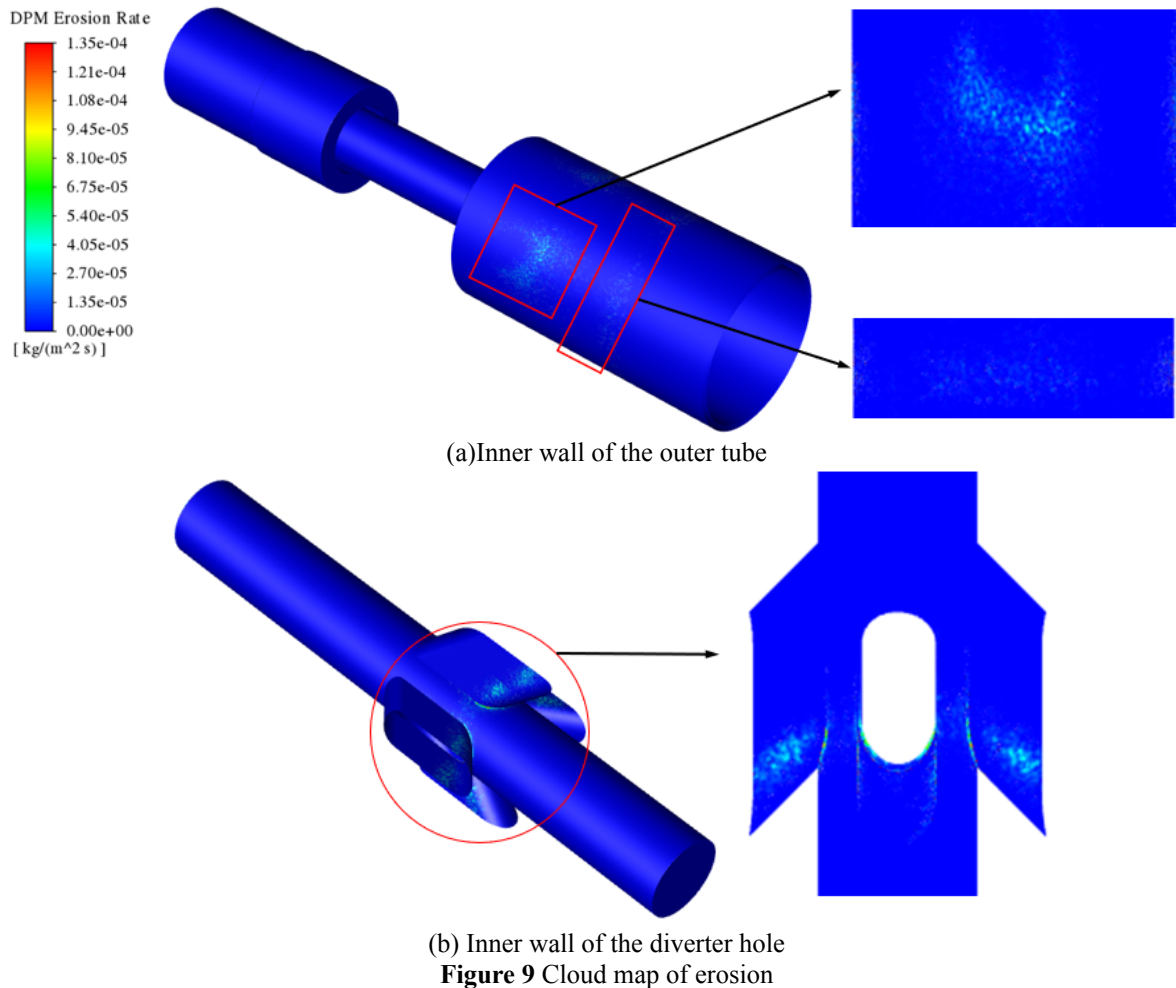 DPM Erosion Rate
1.35e-04
1.21e-04
1.08e-04
9.45e-05
8.10e-05
6.75e-05
5.40e-05
4.05e-05
2.70e-05
1.35e-05
0.00e+00
[ kg/(m^2 s) ]
(a)Inner wall of the outer tube
(b) Inner wall of the diverter hole
Figure 9 Cloud map of erosion